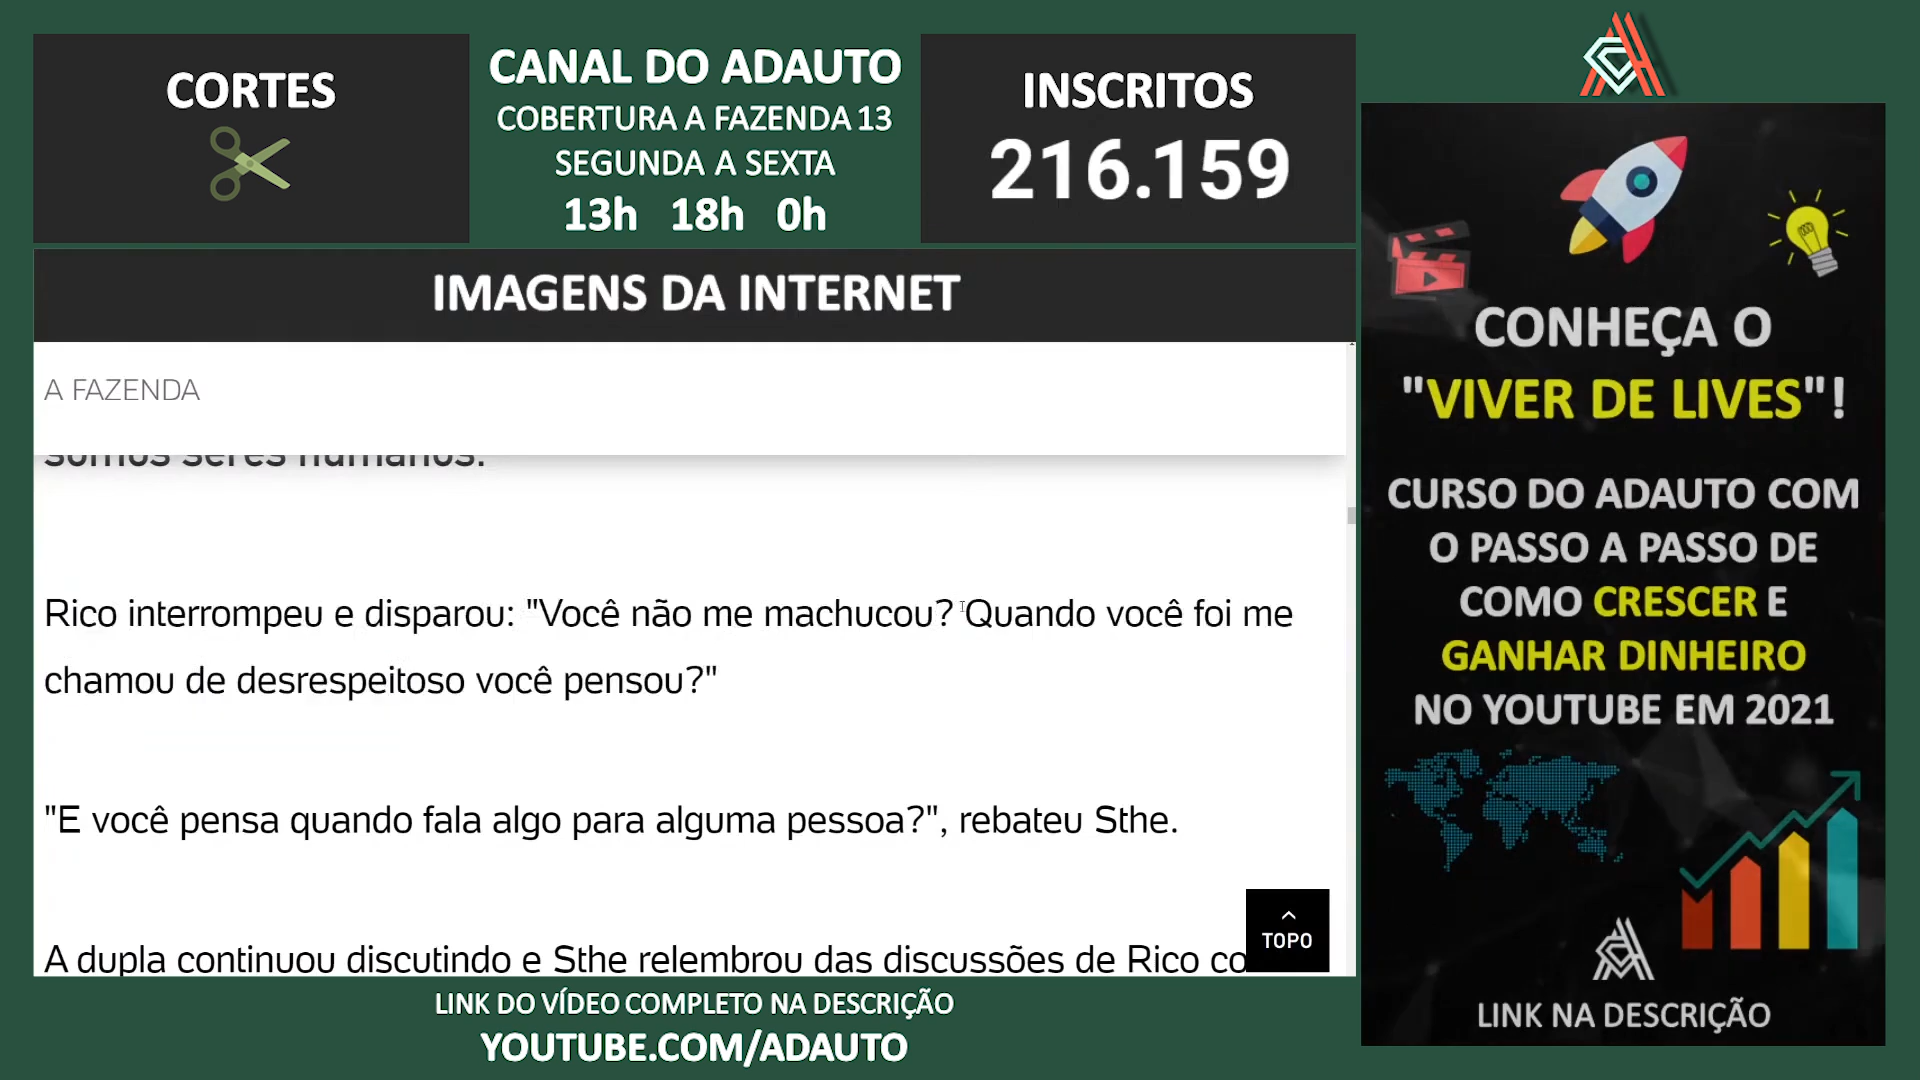 CORTES
CANAL DO ADAUTO
COBERTURA A FAZENDA 13
SEGUNDA A SEXTA
13h 18h 0h
INSCRITOS
216.159
IMAGENS DA INTERNET
A FAZENDA
somos seres humanos.
Rico interrompeu e disparou: "Você não me machucou? Quando você foi me
chamou de desrespeitoso você pensou?"
"E você pensa quando fala algo para alguma pessoa?", rebateu Sthe.
A dupla continuou discutindo e Sthe relembrou das discussões de Rico co
TOPO
LINK DO VÍDEO COMPLETO NA DESCRIÇÃO
YOUTUBE.COM/ADAUTO
CONHEÇA O
"VIVER DE LIVES"!
CURSO DO ADAUTO COM
O PASSO A PASSO DE
COMO CRESCER E
GANHAR DINHEIRO
NO YOUTUBE EM 2021
LINK NA DESCRIÇÃO